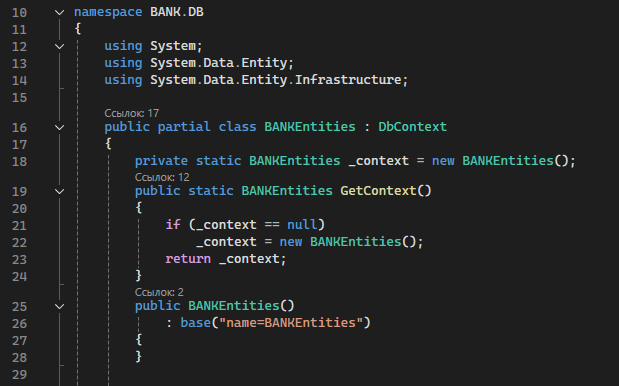 10 namespace BANK.DB
11 {
12 using System;
13 using System.Data.Entity;
14 using System.Data.Entity.Infrastructure;
15
Ссылок: 17
16 public partial class BANKEntities : DbContext
17 {
18 private static BANKEntities _context = new BANKEntities();
Ссылок: 12
19 public static BANKEntities GetContext()
20 {
21 if (_context == null)
22 _context = new BANKEntities();
23 return _context;
24 }
Ссылок: 2
25 public BANKEntities()
26 : base("name=BANKEntities")
27 {
28 }
29